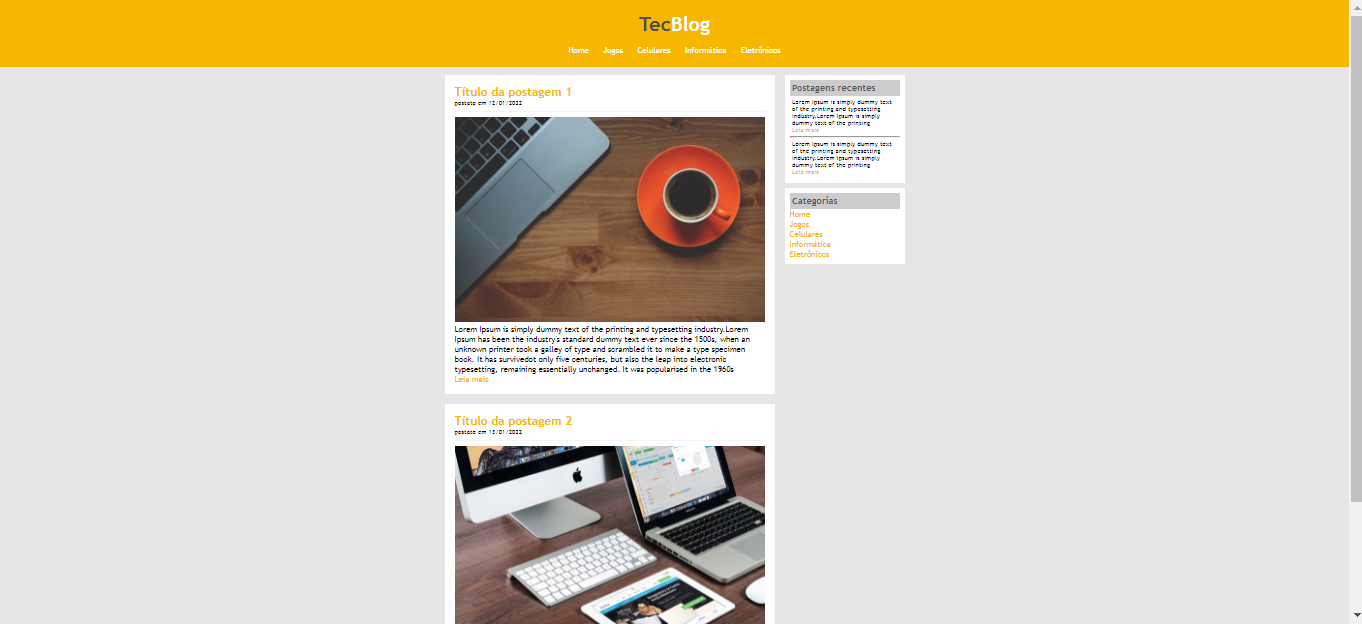 TecBlog
Home Jogos Celulares Informática Eletrônicos
Título da postagem 1
postato em 12/01/2022
Lorem Ipsum is simply dummy text of the printing and typesetting industry.Lorem
Ipsum has been the industry's standard dummy text ever since the 1500s, when an
unknown printer took a galley of type and scrambled it to make a type specimen
book. It has survivedot only five centuries, but also the leap into electronic
typesetting, remaining essentially unchanged. It was popularised in the 1960s
Leia mais
Título da postagem 2
postato em 13/01/2022
Postagens recentes
Lorem Ipsum is simply dummy text
of the printing and typesetting
industry.Lorem Ipsum is simply
dummy text of the printing
Leia mais
Lorem Ipsum is simply dummy text
of the printing and typesetting
industry.Lorem Ipsum is simply
dummy text of the printing
Leia mais
Categorias
Home
Jogos
Celulares
Informática
Eletrônicos